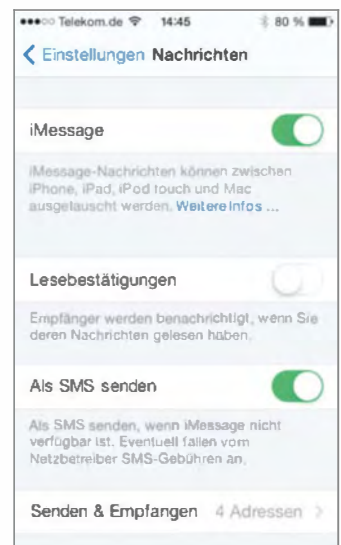 Telekom.de 14:45 80 %
Einstellungen Nachrichten
iMessage
iMessage-Nachrichten können zwischen
iPhone, iPad, iPod touch und Mac
ausgetauscht werden. Weitere Infos ...
Lesebestätigungen
Empfänger werden benachrichtigt, wenn Sie
deren Nachrichten gelesen haben.
Als SMS senden
Als SMS senden, wenn iMessage nicht
verfügbar ist. Eventuell fallen vom
Netzbetreiber SMS-Gebühren an.
Senden & Empfangen 4 Adressen